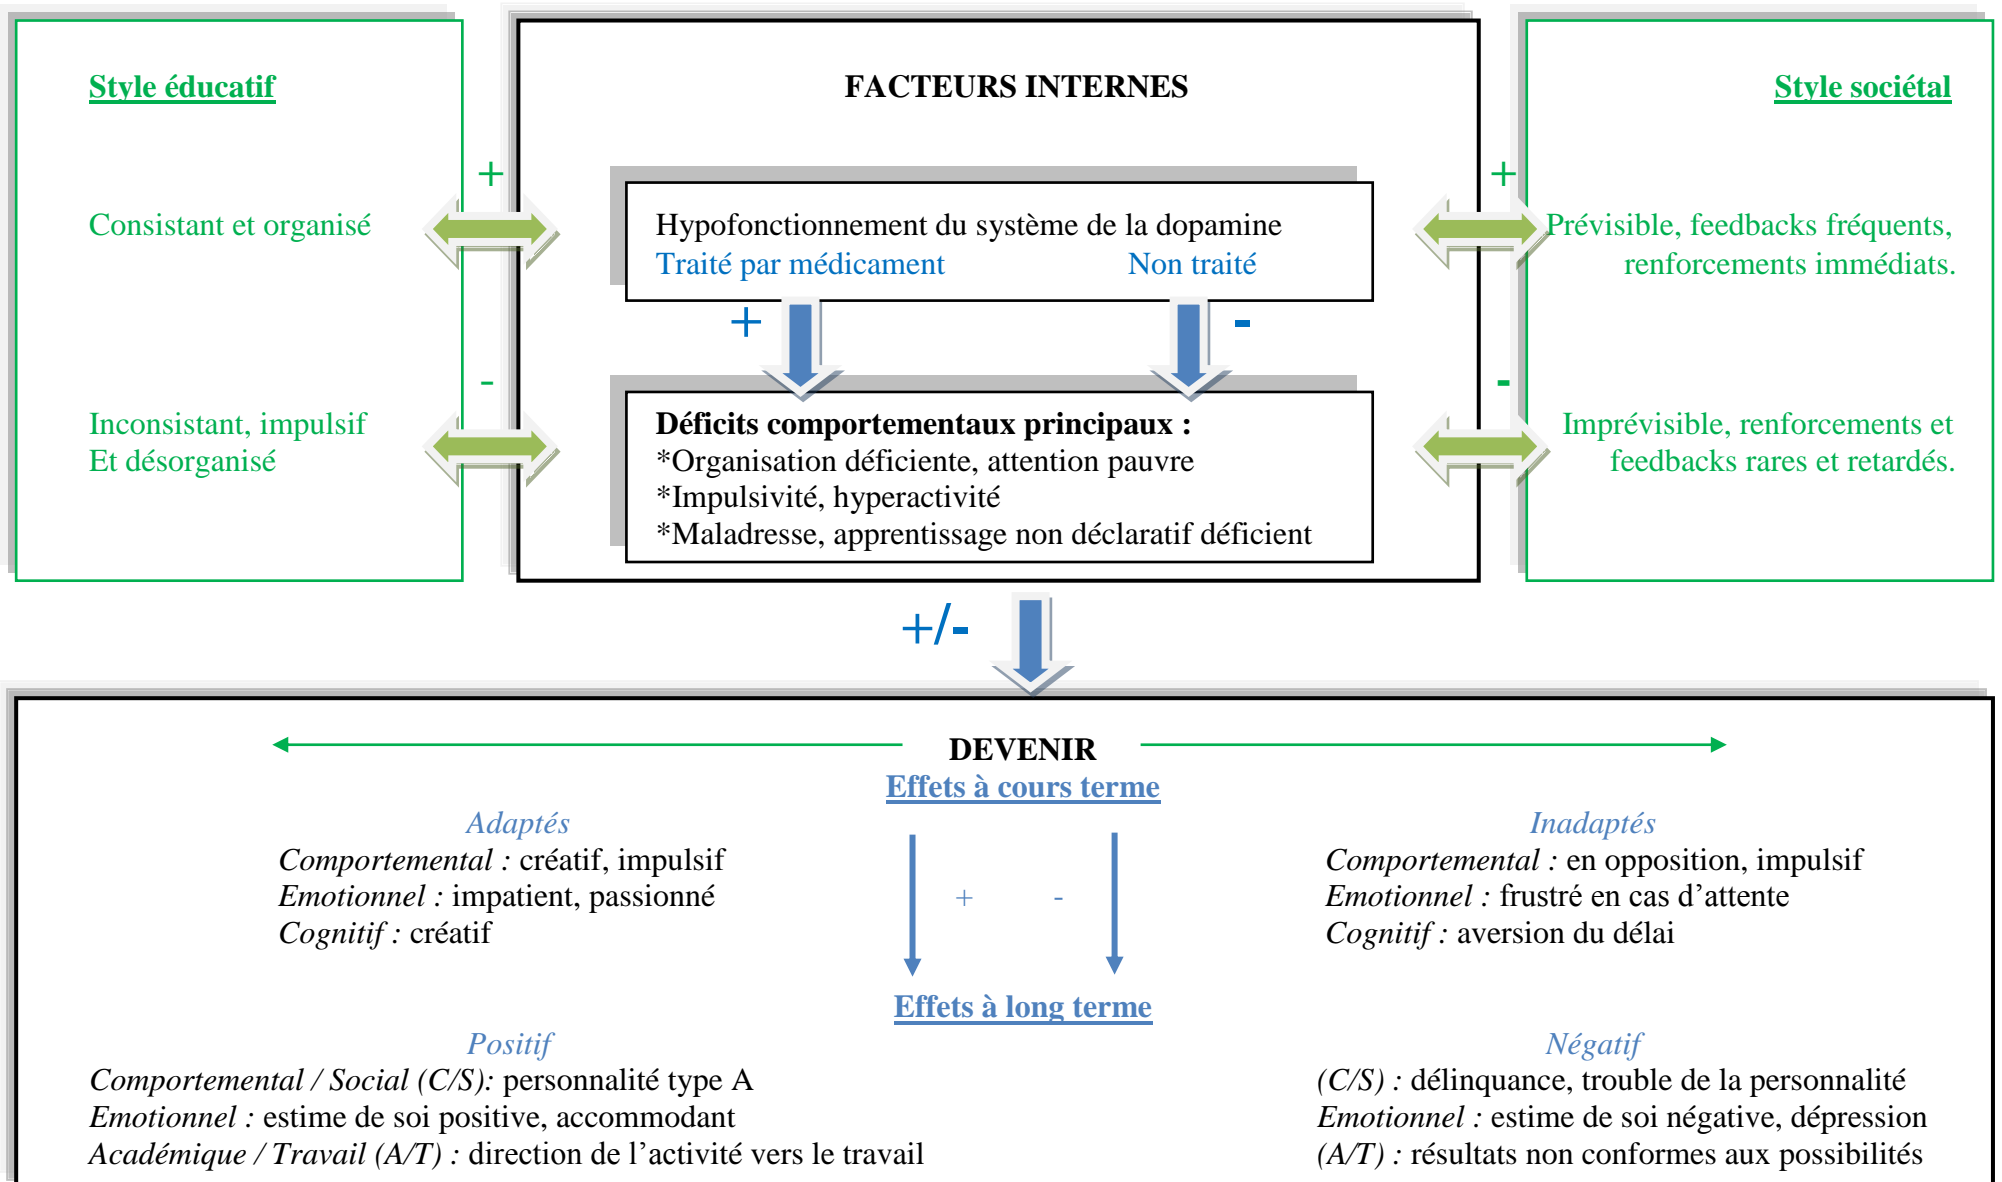 Style éducatif
FACTEURS INTERNES
Style sociétal
+
+
Consistant et organisé
Hypofonctionnement du système de la dopamine
Traité par médicament Non traité
Prévisible, feedbacks fréquents,
renforcements immédiats.
+ -
-
-
Inconsistant, impulsif
Et désorganisé
Déficits comportementaux principaux :
*Organisation déficiente, attention pauvre
*Impulsivité, hyperactivité
*Maladresse, apprentissage non déclaratif déficient
Imprévisible, renforcements et
feedbacks rares et retardés.
+/-
DEVENIR
Effets à cours terme
Adaptés
Comportemental : créatif, impulsif
Emotionnel : impatient, passionné
Cognitif : créatif
+ -
Inadaptés
Comportemental : en opposition, impulsif
Emotionnel : frustré en cas d’attente
Cognitif : aversion du délai
Effets à long terme
Positif
Comportemental / Social (C/S): personnalité type A
Emotionnel : estime de soi positive, accommodant
Académique / Travail (A/T) : direction de l’activité vers le travail
Négatif
(C/S) : délinquance, trouble de la personnalité
Emotionnel : estime de soi négative, dépression
(A/T) : résultats non conformes aux possibilités